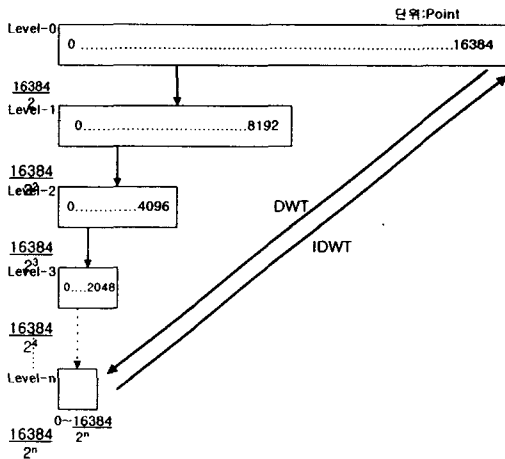 단위:Point
Level-0
0 ........................................................16384
16384
2
Level-1
0........................8192
16384
2²
Level-2
0............4096
16384
2³
Level-3
0....2048
16384
2⁴
Level-n
0~16384
2ⁿ
16384
2ⁿ
DWT
IDWT